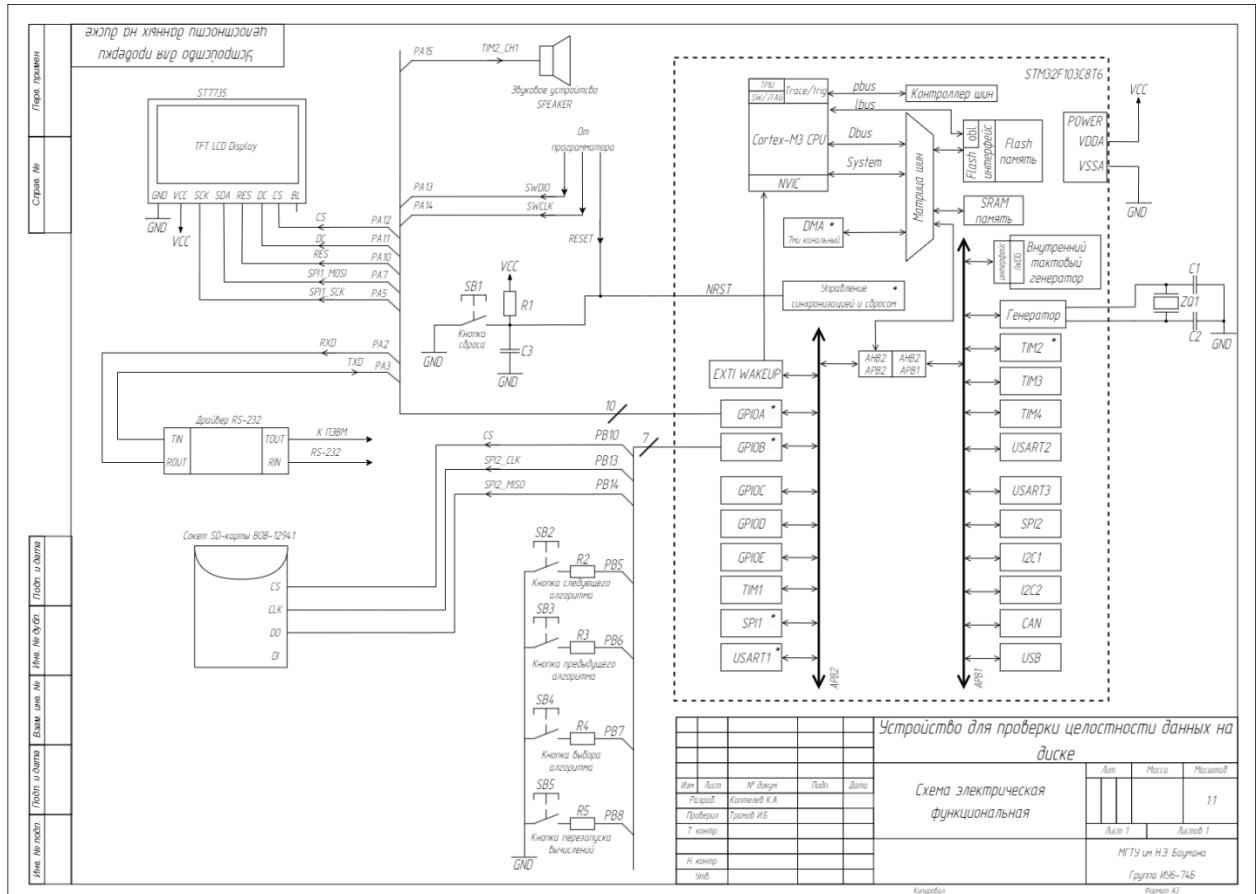 Устройство для проверки
целостности данных на диске
Перв. примен.
Справ. №
Подп. и дата
Инв. № дубл.
Взам. инв. №
Подп. и дата
Инв. № подл.
ST7735
TFT LCD Display
GND VCC SCK SDA RES DC CS BL
GND
VCC
CS PA12
DC PA11
RES PA10
SPI1_MOSI PA7
SPI1_SCK PA5
RXD PA2
TXD PA3
PA15 TIM2_CH1
Звуковое устройство
SPEAKER
От
программатора
PA13 SWDIO
PA14 SWCLK
RESET
VCC
SB1
R1
Кнопка
сброса
C3
GND
GND
NRST
Драйвер RS-232
TIN TOUT
ROUT RIN
К ПЭВМ
RS-232
10
7
CS PB10
SPI2_CLK PB13
SPI2_MISO PB14
Сокет SD-карты BOB-12941
CS
CLK
DO
DI
SB2
R2 PB5
Кнопка следующего
алгоритма
SB3
R3 PB6
Кнопка предыдущего
алгоритма
SB4
R4 PB7
Кнопка выбора
алгоритма
SB5
R5 PB8
Кнопка перезапуска
вычислений
GND
STM32F103C8T6
TPIU
SW/JTAG
Trace/trig
Cortex-M3 CPU
NVIC
pbus
Контроллер шин
Ibus
Dbus
System
Матрица шин
Flash obl
интерфейс
Flash
память
SRAM
память
DMA *
7ми канальный
Управление *
синхронизацией и сбросом
POWER
VDDA
VSSA
VCC
GND
интерфейс
IWDG
Внутренний
тактовый
генератор
Генератор
C1
ZQ1
C2
GND
AHB2
APB2
AHB2
APB1
EXTI WAKEUP
GPIOA *
GPIOB *
GPIOC
GPIOD
GPIOE
TIM1
SPI1 *
USART1 *
APB2
TIM2 *
TIM3
TIM4
USART2
USART3
SPI2
I2C1
I2C2
CAN
USB
APB1
Устройство для проверки целостности данных на
диске
Схема электрическая
функциональная
Изм Лист № докум Подп. Дата
Разраб Коптелев К.А.
Проверил Трамов И.Б
Т. контр.
Н. контр.
Утв.
Лит Масса Масштаб
1:1
Лист 1 Листов 1
МГТУ им Н.Э. Баумана
Группа ИУ6-74Б
Копировал Формат А3